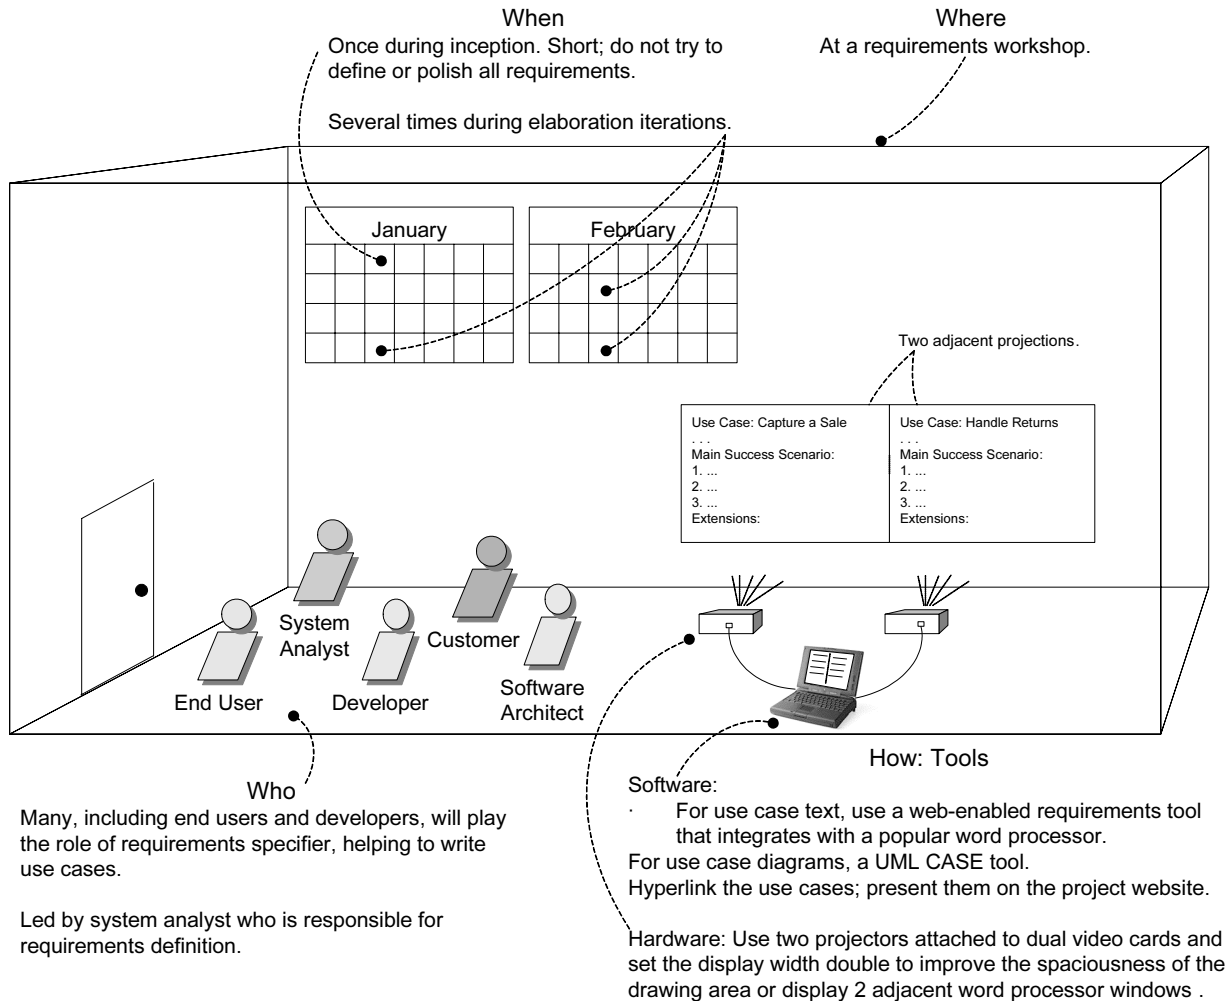 When
Once during inception. Short; do not try to
define or polish all requirements.
Several times during elaboration iterations.
Where
At a requirements workshop.
January
February
Two adjacent projections.
Use Case: Capture a Sale
. . .
Main Success Scenario:
1. ...
2. ...
3. ...
Extensions:
Use Case: Handle Returns
. . .
Main Success Scenario:
1. ...
2. ...
3. ...
Extensions:
System
Analyst
Customer
End User
Developer
Software
Architect
Who
Many, including end users and developers, will play
the role of requirements specifier, helping to write
use cases.
Led by system analyst who is responsible for
requirements definition.
How: Tools
Software:
· For use case text, use a web-enabled requirements tool
that integrates with a popular word processor.
For use case diagrams, a UML CASE tool.
Hyperlink the use cases; present them on the project website.
Hardware: Use two projectors attached to dual video cards and
set the display width double to improve the spaciousness of the
drawing area or display 2 adjacent word processor windows .